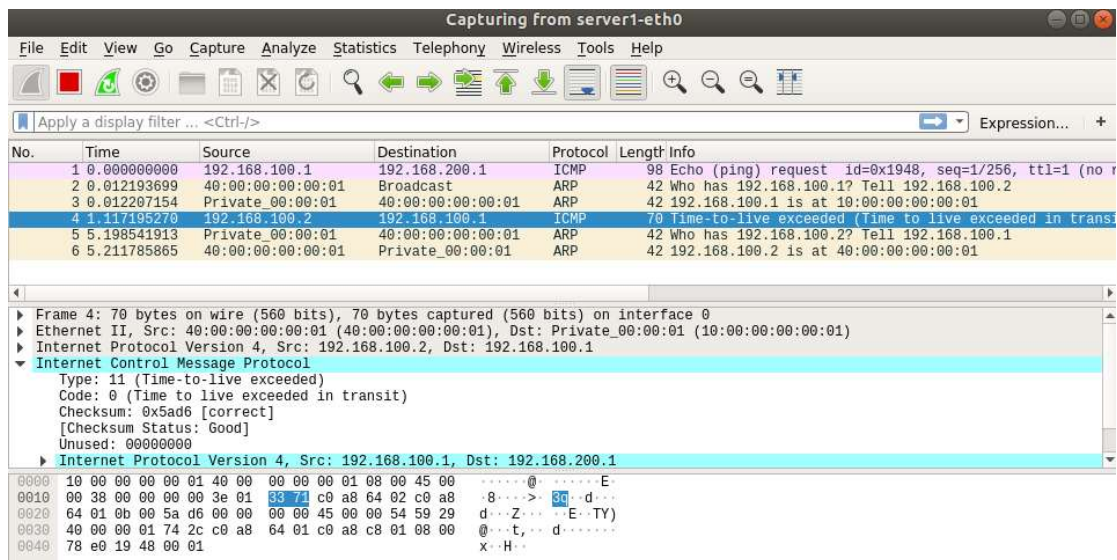 Capturing from server1-eth0
File Edit View Go Capture Analyze Statistics Telephony Wireless Tools Help
Apply a display filter ... <Ctrl-/> Expression... +
No. Time Source Destination Protocol Length Info
1 0.000000000 192.168.100.1 192.168.200.1 ICMP 98 Echo (ping) request id=0x1948, seq=1/256, ttl=1 (no r
2 0.012193699 40:00:00:00:00:01 Broadcast ARP 42 Who has 192.168.100.1? Tell 192.168.100.2
3 0.012207154 Private_00:00:01 40:00:00:00:00:01 ARP 42 192.168.100.1 is at 10:00:00:00:00:01
4 1.117195270 192.168.100.2 192.168.100.1 ICMP 70 Time-to-live exceeded (Time to live exceeded in transi
5 5.198541913 Private_00:00:01 40:00:00:00:00:01 ARP 42 Who has 192.168.100.2? Tell 192.168.100.1
6 5.211785865 40:00:00:00:00:01 Private_00:00:01 ARP 42 192.168.100.2 is at 40:00:00:00:00:01
Frame 4: 70 bytes on wire (560 bits), 70 bytes captured (560 bits) on interface 0
Ethernet II, Src: 40:00:00:00:00:01 (40:00:00:00:00:01), Dst: Private_00:00:01 (10:00:00:00:00:01)
Internet Protocol Version 4, Src: 192.168.100.2, Dst: 192.168.100.1
Internet Control Message Protocol
Type: 11 (Time-to-live exceeded)
Code: 0 (Time to live exceeded in transit)
Checksum: 0x5ad6 [correct]
[Checksum Status: Good]
Unused: 00000000
Internet Protocol Version 4, Src: 192.168.100.1, Dst: 192.168.200.1
0000 10 00 00 00 00 01 40 00 00 00 00 01 08 00 45 00 ······@· ······E·
0010 00 38 00 00 00 00 3e 01 33 71 c0 a8 64 02 c0 a8 ·8····>· 3q··d···
0020 64 01 0b 00 5a d6 00 00 00 00 45 00 00 54 59 29 d···Z··· ··E··TY)
0030 40 00 00 01 74 2c c0 a8 64 01 c0 a8 c8 01 08 00 @···t,·· d·······
0040 78 e0 19 48 00 01 x··H··